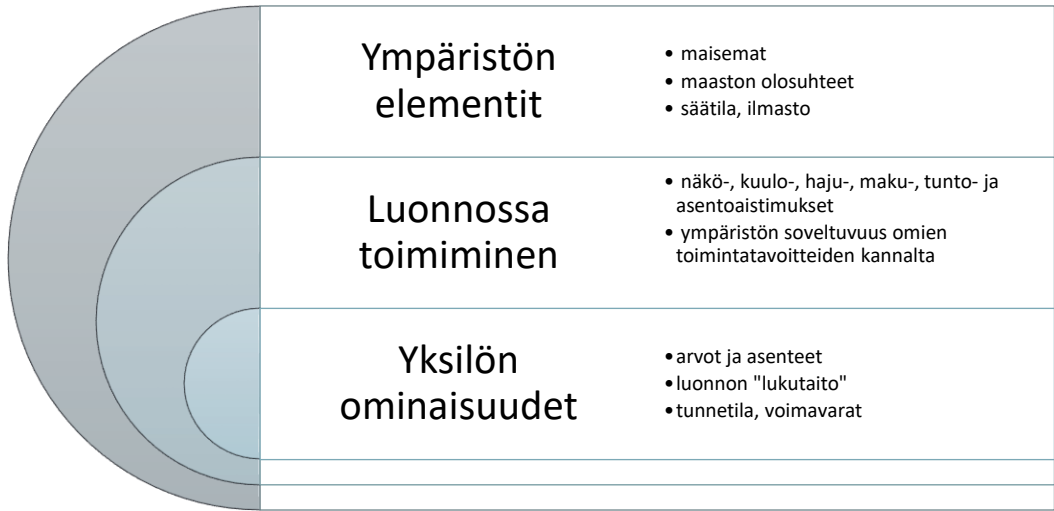 Ympäristön
elementit
• maisemat
• maaston olosuhteet
• säätila, ilmasto
Luonnossa
toimiminen
• näkö-, kuulo-, haju-, maku-, tunto- ja
asentoaistimukset
• ympäristön soveltuvuus omien
toimintatavoitteiden kannalta
Yksilön
ominaisuudet
• arvot ja asenteet
• luonnon "lukutaito"
• tunnetila, voimavarat